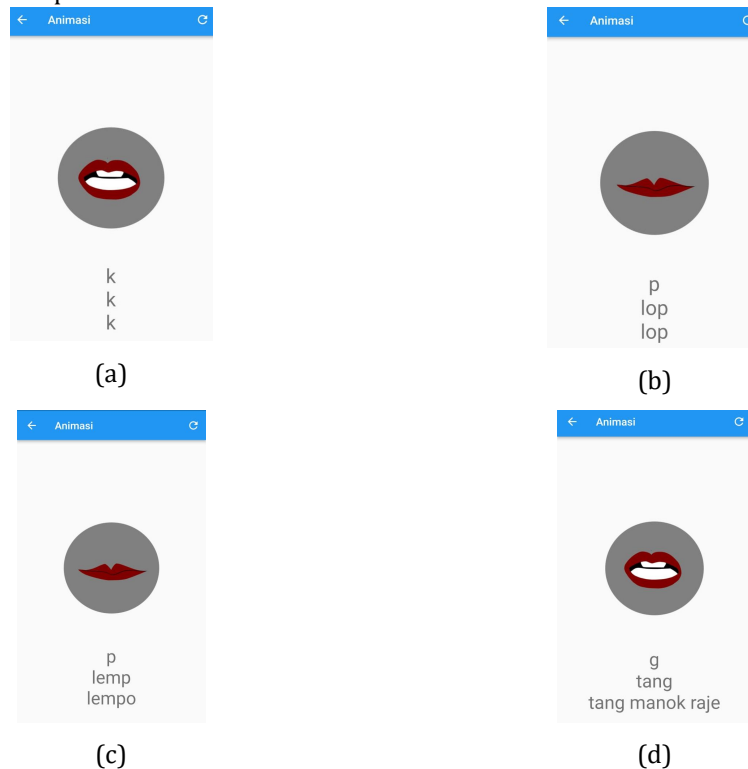 Animasi
k
k
k
(a)
Animasi
p
lop
lop
(b)
Animasi
p
lemp
lempo
(c)
Animasi
g
tang
tang manok raje
(d)